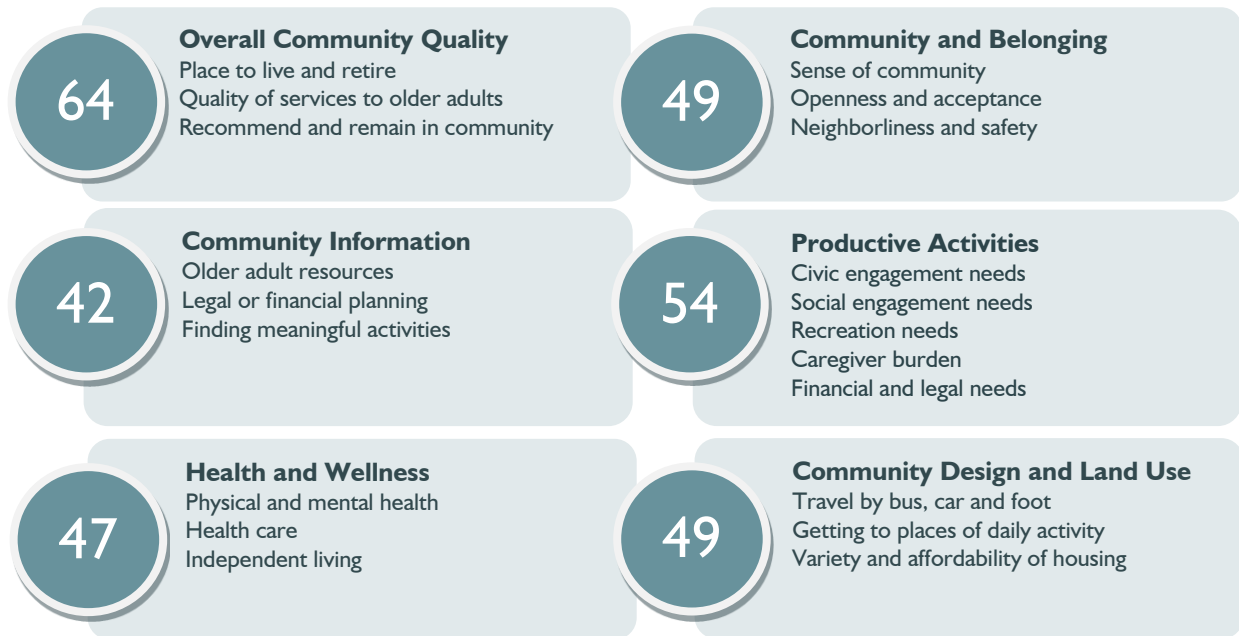 64
Overall Community Quality
Place to live and retire
Quality of services to older adults
Recommend and remain in community
49
Community and Belonging
Sense of community
Openness and acceptance
Neighborliness and safety
42
Community Information
Older adult resources
Legal or financial planning
Finding meaningful activities
54
Productive Activities
Civic engagement needs
Social engagement needs
Recreation needs
Caregiver burden
Financial and legal needs
47
Health and Wellness
Physical and mental health
Health care
Independent living
49
Community Design and Land Use
Travel by bus, car and foot
Getting to places of daily activity
Variety and affordability of housing